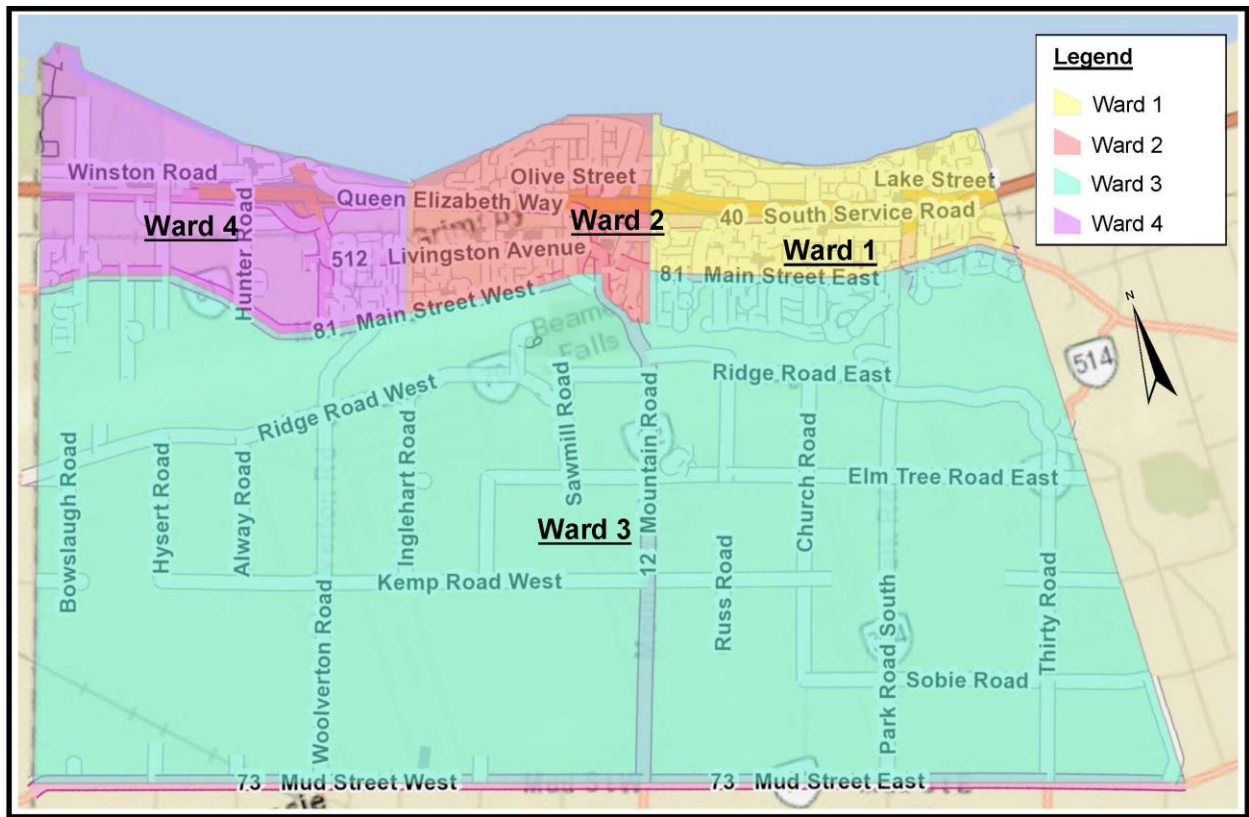 Legend
Ward 1
Ward 2
Ward 3
Ward 4
Winston Road
Hunter Road
Ward 4
512
Queen Elizabeth Way
Olive Street
Ward 2
Livingston Avenue
Lake Street
40 South Service Road
Ward 1
81 Main Street West
81 Main Street East
Beamer
Falls
N
514
Ridge Road West
Ridge Road East
Bowslaugh Road
Hysert Road
Alway Road
Woolverton Road
Inglehart Road
Sawmill Road
12 Mountain Road
Church Road
Elm Tree Road East
Ward 3
Kemp Road West
Russ Road
Park Road South
Thirty Road
Sobie Road
73 Mud Street West
Mud St W
73 Mud Street East